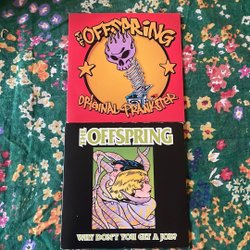 THE OFFSPRING
ORIGINAL PRANKSTER
THE OFFSPRING
WHY DON'T YOU GET A JOB?